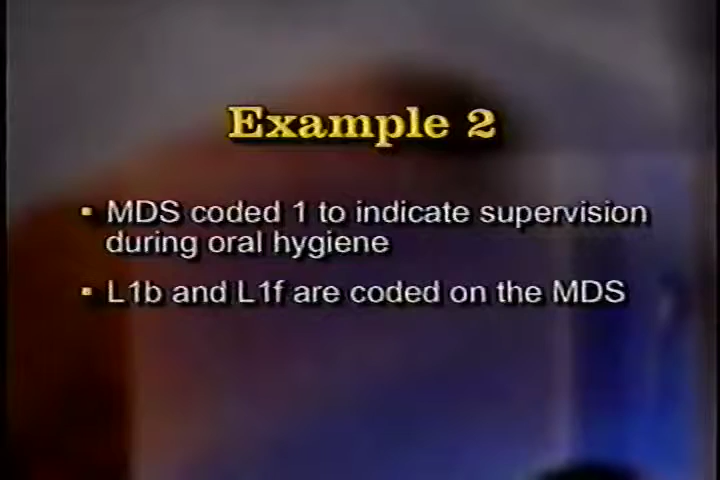 Example 2
▪ MDS coded 1 to indicate supervision
during oral hygiene
▪ L1b and L1f are coded on the MDS